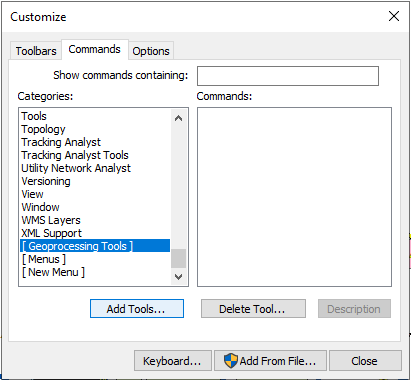 Customize
Toolbars Commands Options
Show commands containing:
Categories: Commands:
Tools
Topology
Tracking Analyst
Tracking Analyst Tools
Utility Network Analyst
Versioning
View
Window
WMS Layers
XML Support
[ Geoprocessing Tools ]
[ Menus ]
[ New Menu ]
Add Tools... Delete Tool... Description
Keyboard... Add From File... Close